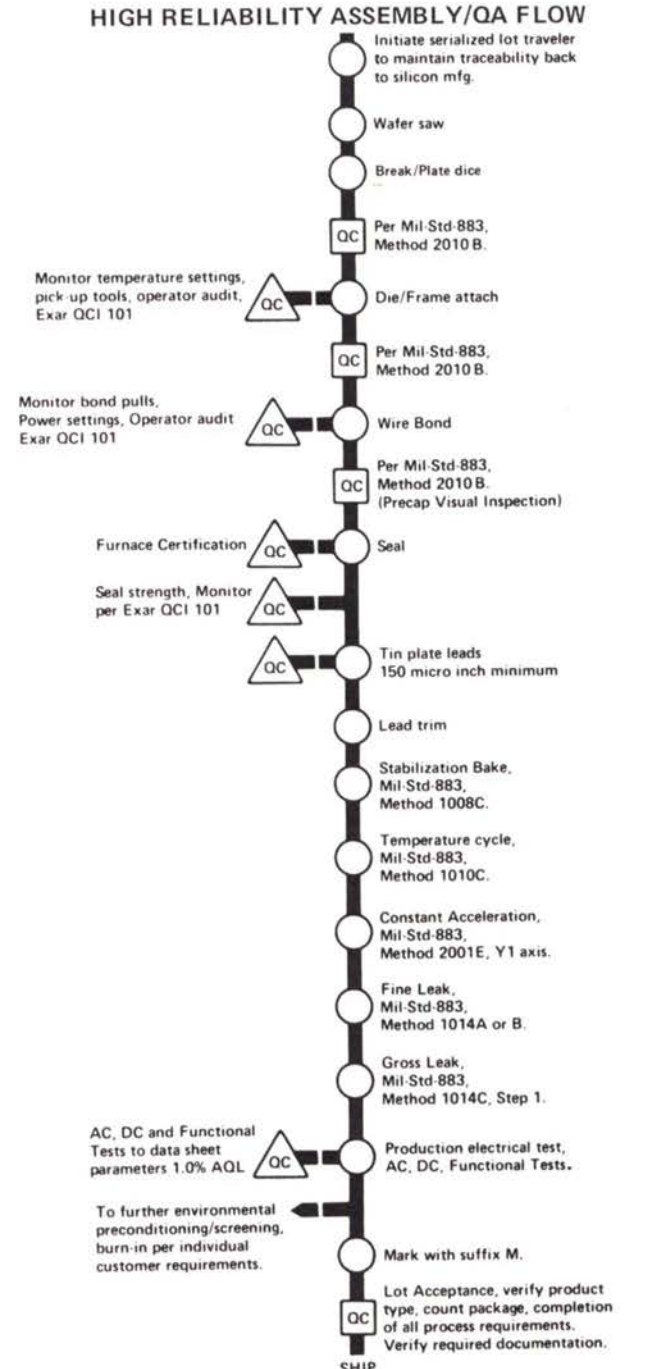 HIGH RELIABILITY ASSEMBLY/QA FLOW
Initiate serialized lot traveler
to maintain traceability back
to silicon mfg.
Wafer saw
Break/Plate dice
QC
Per Mil-Std-883,
Method 2010 B.
Monitor temperature settings,
pick-up tools, operator audit,
Exar QCI 101
QC
Die/Frame attach
QC
Per Mil-Std-883,
Method 2010 B.
Monitor bond pulls,
Power settings, Operator audit
Exar QCI 101
QC
Wire Bond
QC
Per Mil-Std-883,
Method 2010 B.
(Precap Visual Inspection)
Furnace Certification
QC
Seal
Seal strength, Monitor
per Exar QCI 101
QC
QC
Tin plate leads
150 micro inch minimum
Lead trim
Stabilization Bake,
Mil-Std-883,
Method 1008C.
Temperature cycle,
Mil-Std-883,
Method 1010C.
Constant Acceleration,
Mil-Std-883,
Method 2001E, Y1 axis.
Fine Leak,
Mil-Std-883,
Method 1014A or B.
Gross Leak,
Mil-Std-883,
Method 1014C, Step 1.
AC, DC and Functional
Tests to data sheet
parameters 1.0% AQL
QC
Production electrical test,
AC, DC, Functional Tests.
To further environmental
preconditioning/screening,
burn-in per individual
customer requirements.
Mark with suffix M.
QC
Lot Acceptance, verify product
type, count package, completion
of all process requirements.
Verify required documentation.
SHIP